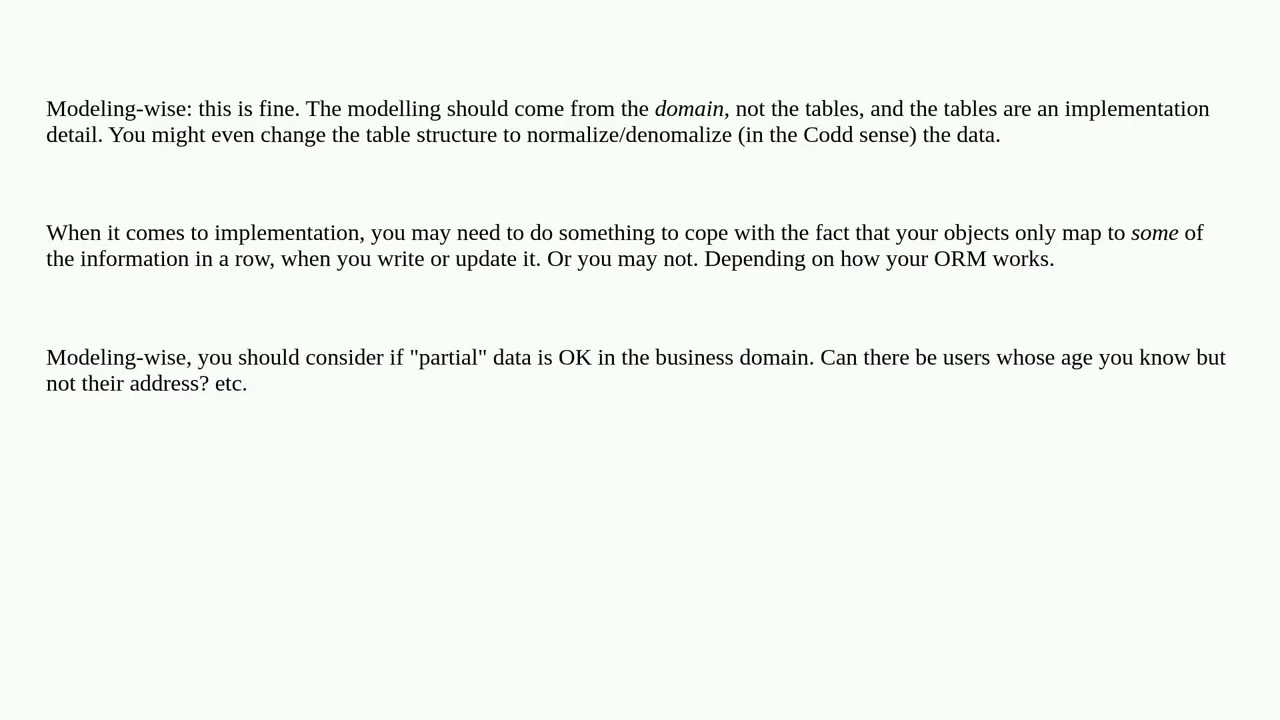 Modeling-wise: this is fine. The modelling should come from the domain, not the tables, and the tables are an implementation
detail. You might even change the table structure to normalize/denomalize (in the Codd sense) the data.
When it comes to implementation, you may need to do something to cope with the fact that your objects only map to some of
the information in a row, when you write or update it. Or you may not. Depending on how your ORM works.
Modeling-wise, you should consider if "partial" data is OK in the business domain. Can there be users whose age you know but
not their address? etc.